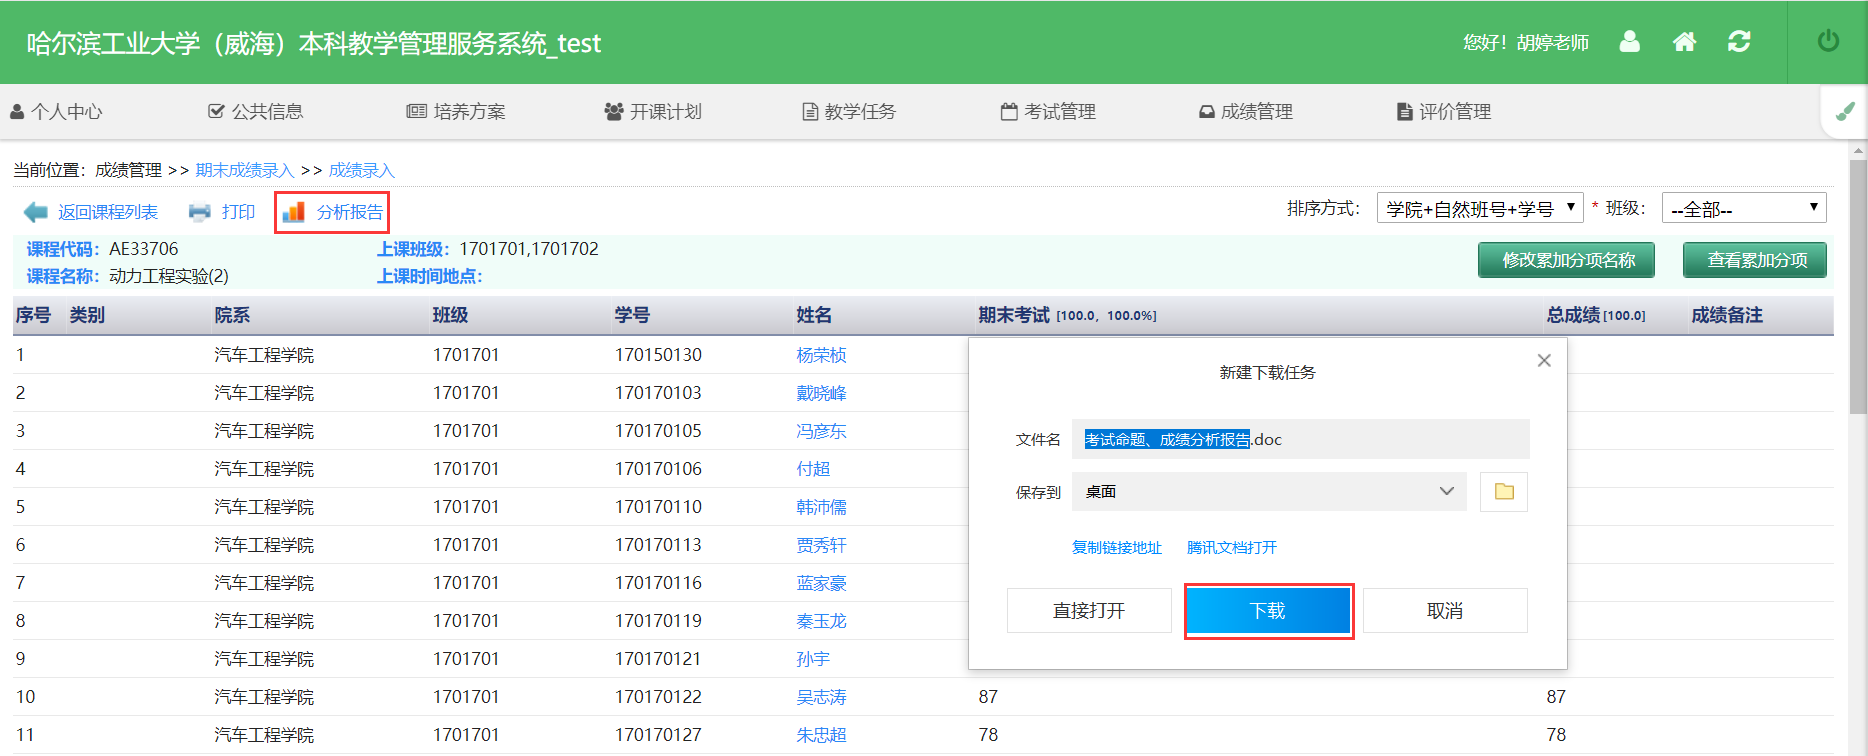 哈尔滨工业大学（威海）本科教学管理服务系统_test
您好！胡婷老师
个人中心 公共信息 培养方案 开课计划 教学任务 考试管理 成绩管理 评价管理
当前位置：成绩管理 >> 期末成绩录入 >> 成绩录入
返回课程列表 打印 分析报告 排序方式： 学院+自然班号+学号 * 班级： --全部--
课程代码：AE33706 上课班级：1701701,1701702
课程名称：动力工程实验(2) 上课时间地点：
修改累加分项名称 查看累加分项
序号 类别 院系 班级 学号 姓名 期末考试 [100.0，100.0%] 总成绩[100.0] 成绩备注
1 汽车工程学院 1701701 170150130 杨荣桢
2 汽车工程学院 1701701 170170103 戴晓峰
3 汽车工程学院 1701701 170170105 冯彦东
4 汽车工程学院 1701701 170170106 付超
5 汽车工程学院 1701701 170170110 韩沛儒
6 汽车工程学院 1701701 170170113 贾秀轩
7 汽车工程学院 1701701 170170116 蓝家豪
8 汽车工程学院 1701701 170170119 秦玉龙
9 汽车工程学院 1701701 170170121 孙宇
10 汽车工程学院 1701701 170170122 吴志涛 87 87
11 汽车工程学院 1701701 170170127 朱忠超 78 78
新建下载任务
文件名 考试命题、成绩分析报告.doc
保存到 桌面
复制链接地址 腾讯文档打开
直接打开 下载 取消